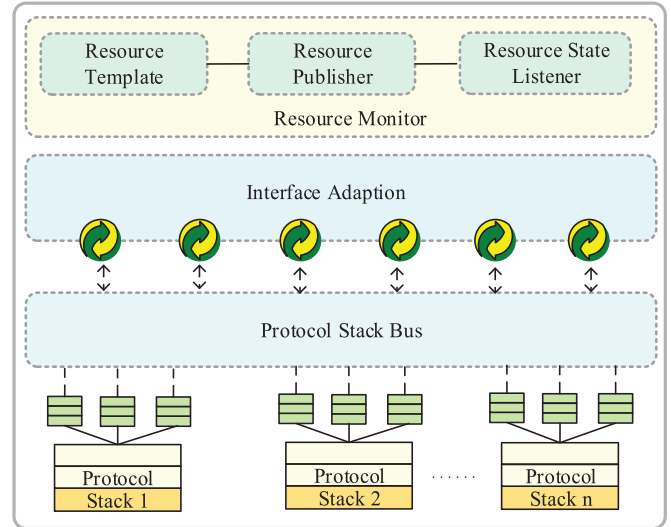 Resource
Template
Resource
Publisher
Resource State
Listener
Resource Monitor
Interface Adaption
Protocol Stack Bus
Protocol
Stack 1
Protocol
Stack 2
......
Protocol
Stack n